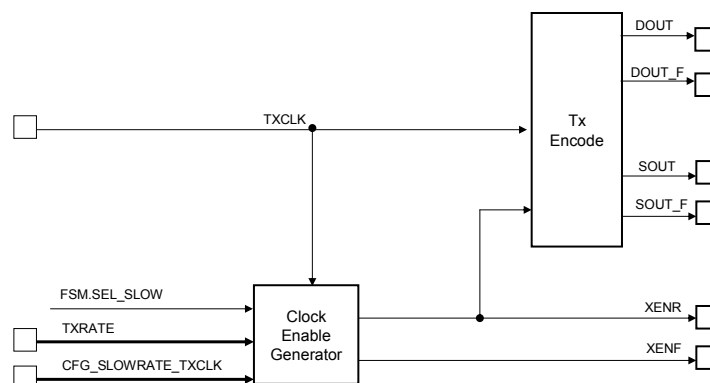 DOUT
DOUT_F
TXCLK
Tx
Encode
SOUT
SOUT_F
FSM.SEL_SLOW
TXRATE
CFG_SLOWRATE_TXCLK
Clock
Enable
Generator
XENR
XENF